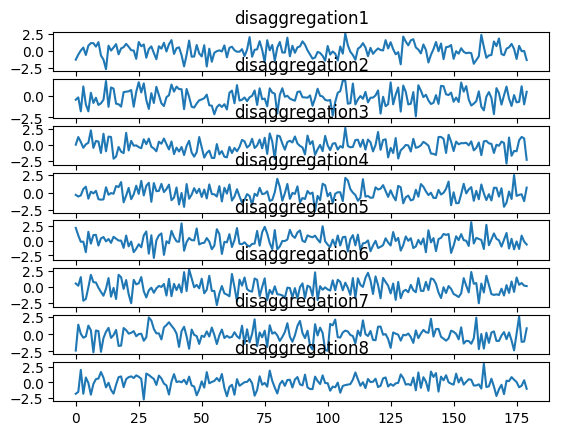 disaggregation1
2.5
0.0
−2.5
disaggregation2
0.0
−2.5
disaggregation3
2.5
0.0
−2.5
disaggregation4
2.5
0.0
−2.5
disaggregation5
2.5
0.0
−2.5
disaggregation6
2.5
0.0
−2.5
disaggregation7
2.5
0.0
−2.5
disaggregation8
2.5
0.0
−2.5
0 25 50 75 100 125 150 175